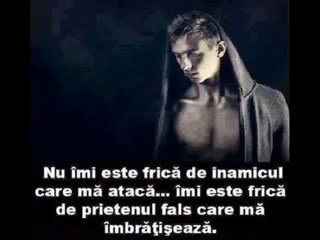 Nu îmi este frică de inamicul
care mă atacă... îmi este frică
de prietenul fals care mă
îmbrăţişează.